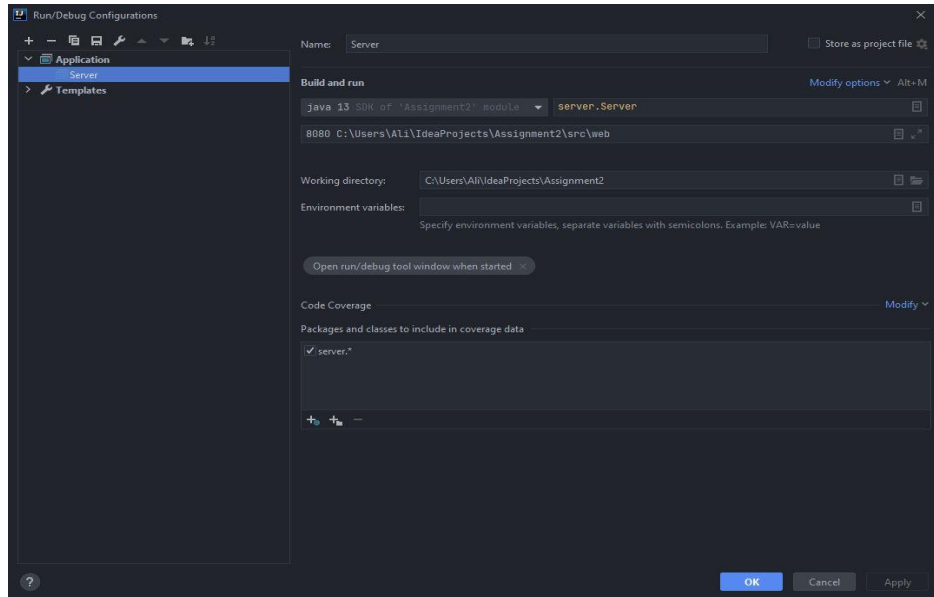 Run/Debug Configurations
Application
Server
Templates
Name: Server
Store as project file
Build and run
Modify options Alt+M
java 13 SDK of 'Assignment2' module
server.Server
8080 C:\Users\Ali\IdeaProjects\Assignment2\src\web
Working directory: C:\Users\Ali\IdeaProjects\Assignment2
Environment variables:
Specify environment variables, separate variables with semicolons. Example: VAR=value
Open run/debug tool window when started
Code Coverage
Modify
Packages and classes to include in coverage data
server.*
?
OK
Cancel
Apply